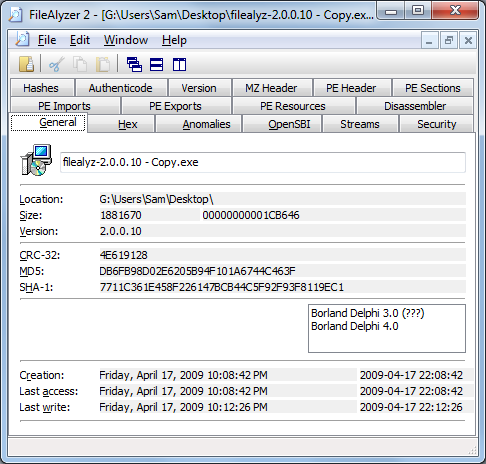 FileAlyzer 2 - [G:\Users\Sam\Desktop\filealyz-2.0.0.10 - Copy.ex...
File Edit Window Help
Hashes Authenticode Version MZ Header PE Header PE Sections
PE Imports PE Exports PE Resources Disassembler
General Hex Anomalies OpenSBI Streams Security
filealyz-2.0.0.10 - Copy.exe
Location: G:\Users\Sam\Desktop\
Size: 1881670 00000000001CB646
Version: 2.0.0.10
CRC-32: 4E619128
MD5: DB6FB98D02E6205B94F101A6744C463F
SHA-1: 7711C361E458F226147BCB44C5F92F93F8119EC1
Borland Delphi 3.0 (???)
Borland Delphi 4.0
Creation: Friday, April 17, 2009 10:08:42 PM 2009-04-17 22:08:42
Last access: Friday, April 17, 2009 10:08:42 PM 2009-04-17 22:08:42
Last write: Friday, April 17, 2009 10:12:26 PM 2009-04-17 22:12:26